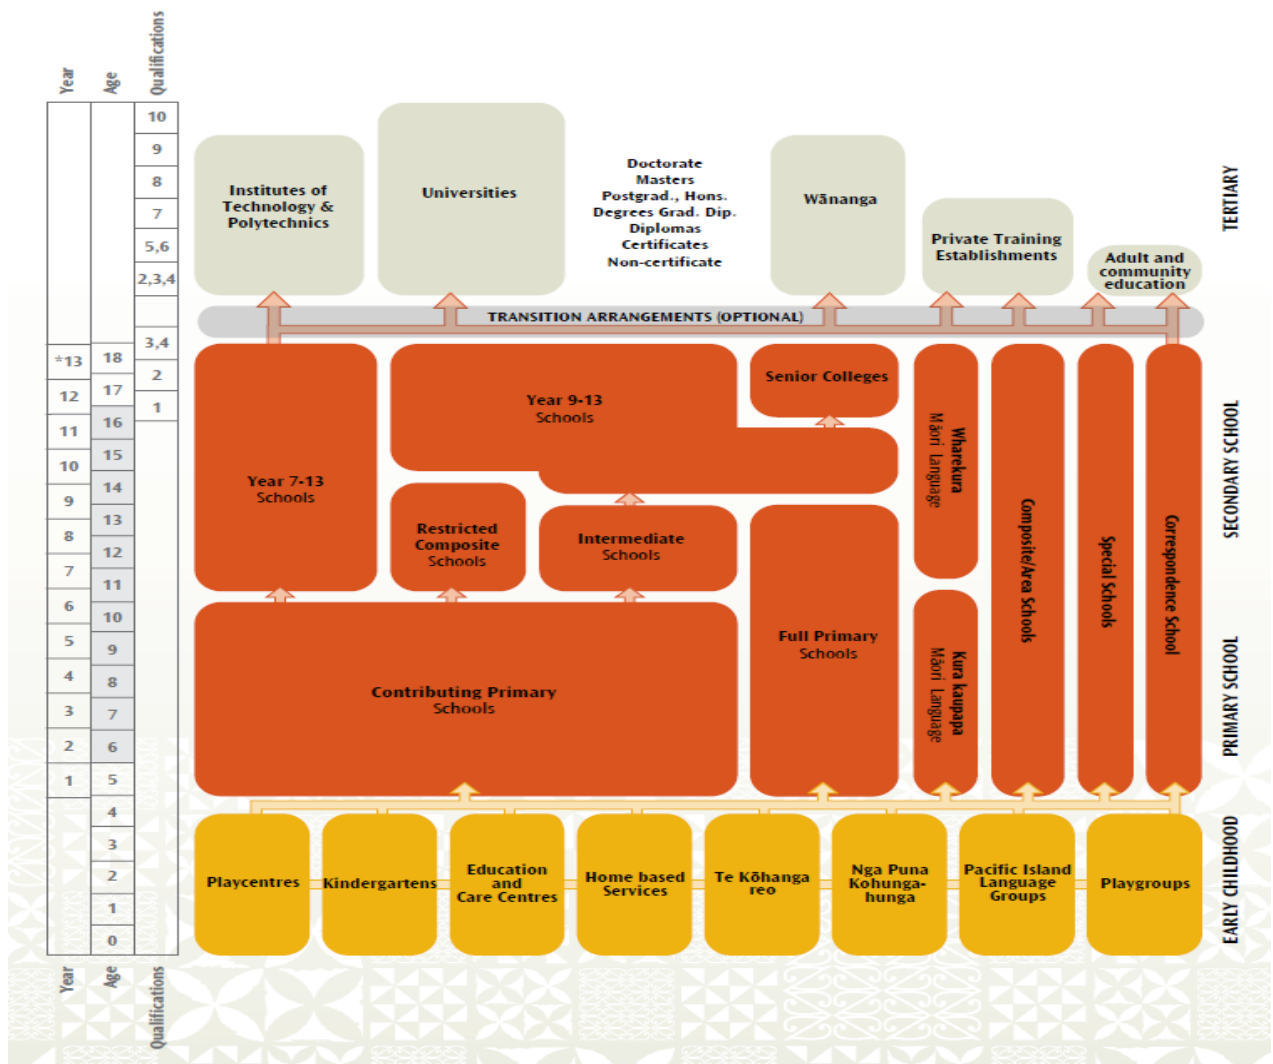 Year
Age
Qualifications
10
9
8
7
5,6
2,3,4
3,4
2
1
*13
12
11
10
9
8
7
6
5
4
3
2
1
18
17
16
15
14
13
12
11
10
9
8
7
6
5
4
3
2
1
0
Year
Age
Qualifications
Institutes of
Technology &
Polytechnics
Universities
Doctorate
Masters
Postgrad., Hons.
Degrees Grad. Dip.
Diplomas
Certificates
Non-certificate
Wānanga
Private Training
Establishments
Adult and
community
education
TERTIARY
TRANSITION ARRANGEMENTS (OPTIONAL)
Year 7-13
Schools
Year 9-13
Schools
Senior Colleges
Restricted
Composite
Schools
Intermediate
Schools
Wharekura
Māori Language
Composite/Area Schools
Special Schools
Correspondence School
SECONDARY SCHOOL
Contributing Primary
Schools
Full Primary
Schools
Kura kaupapa
Māori Language
PRIMARY SCHOOL
Playcentres
Kindergartens
Education
and
Care Centres
Home based
Services
Te Kōhanga
reo
Nga Puna
Kohunga-
hunga
Pacific Island
Language
Groups
Playgroups
EARLY CHILDHOOD